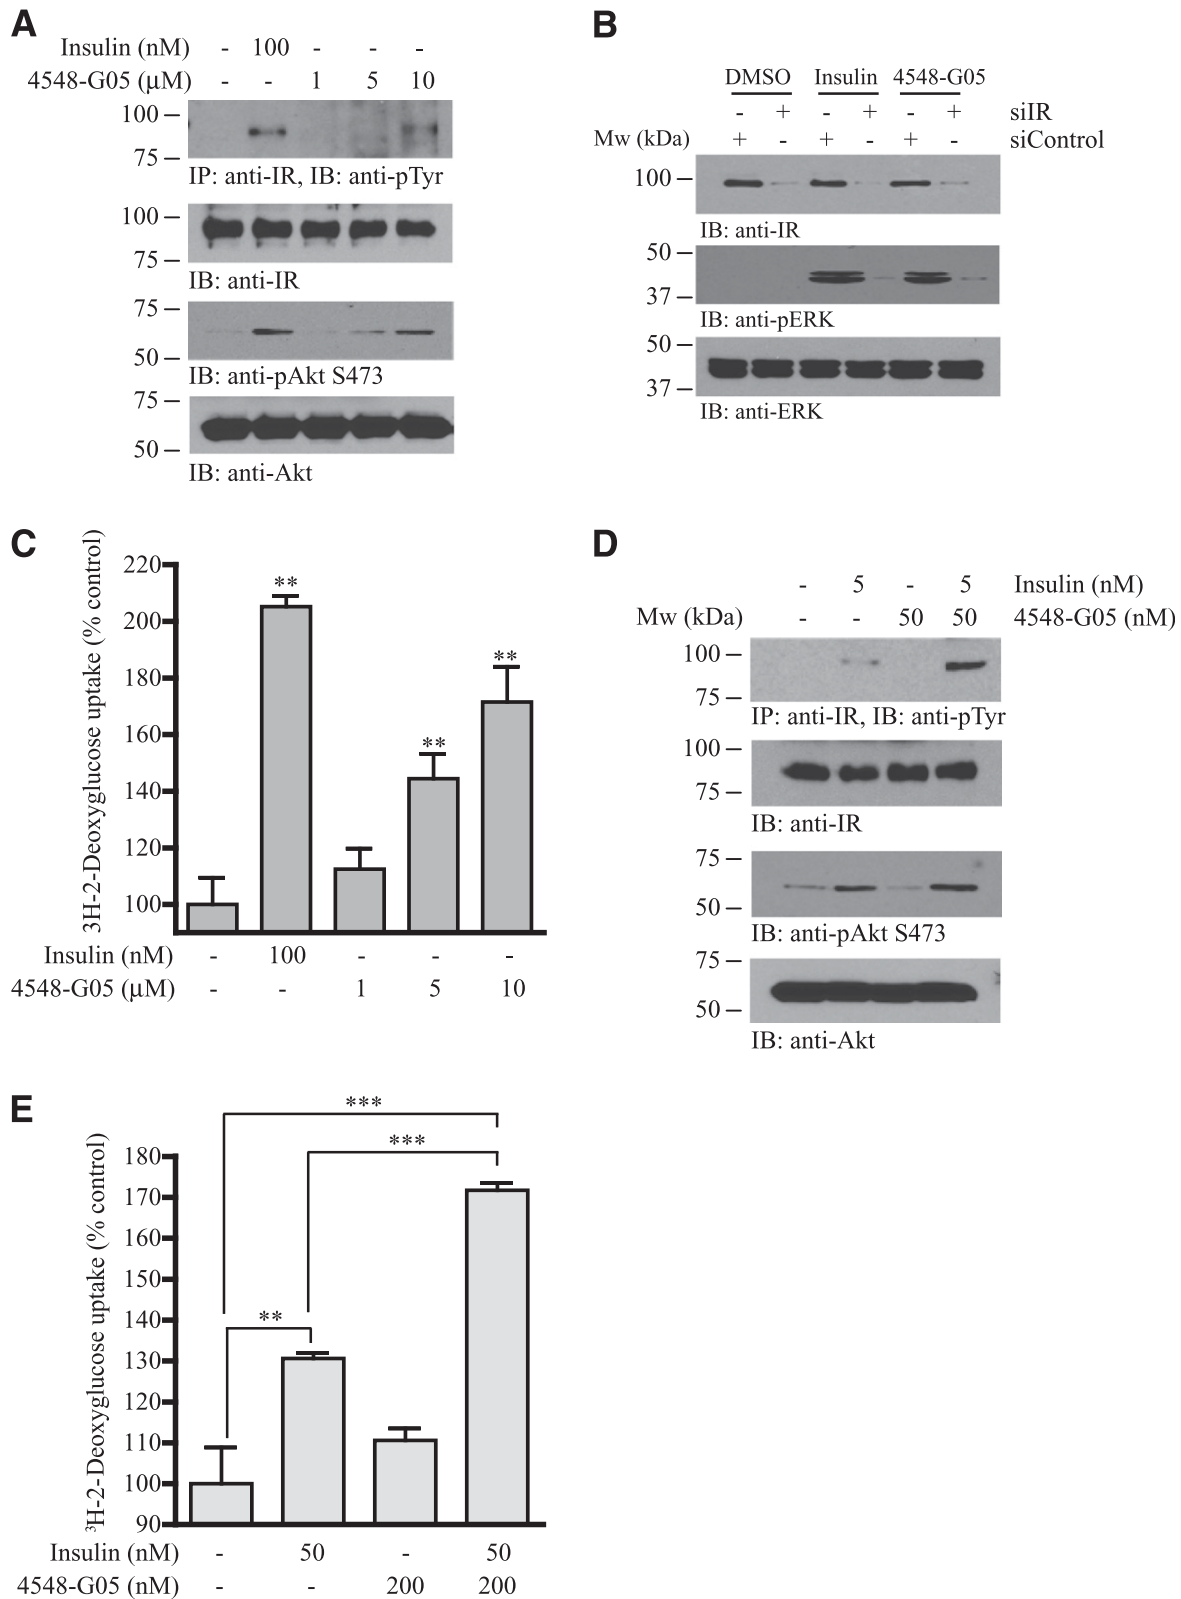 A
Insulin (nM) - 100 - - -
4548-G05 (μM) - - 1 5 10
100
75
IP: anti-IR, IB: anti-pTyr
100
75
IB: anti-IR
75
50
IB: anti-pAkt S473
75
50
IB: anti-Akt
B
DMSO Insulin 4548-G05
- + - + - + siIR
Mw (kDa) + - + - + - siControl
100
IB: anti-IR
50
37
IB: anti-pERK
50
37
IB: anti-ERK
C
3H-2-Deoxyglucose uptake (% control)
220
200
180
160
140
120
100
**
**
**
Insulin (nM) - 100 - - -
4548-G05 (μM) - - 1 5 10
D
- 5 - 5 Insulin (nM)
Mw (kDa) - - 50 50 4548-G05 (nM)
100
75
IP: anti-IR, IB: anti-pTyr
100
75
IB: anti-IR
75
50
IB: anti-pAkt S473
75
50
IB: anti-Akt
E
³H-2-Deoxyglucose uptake (% control)
***
***
**
180
170
160
150
140
130
120
110
100
90
Insulin (nM) - 50 - 50
4548-G05 (nM) - - 200 200